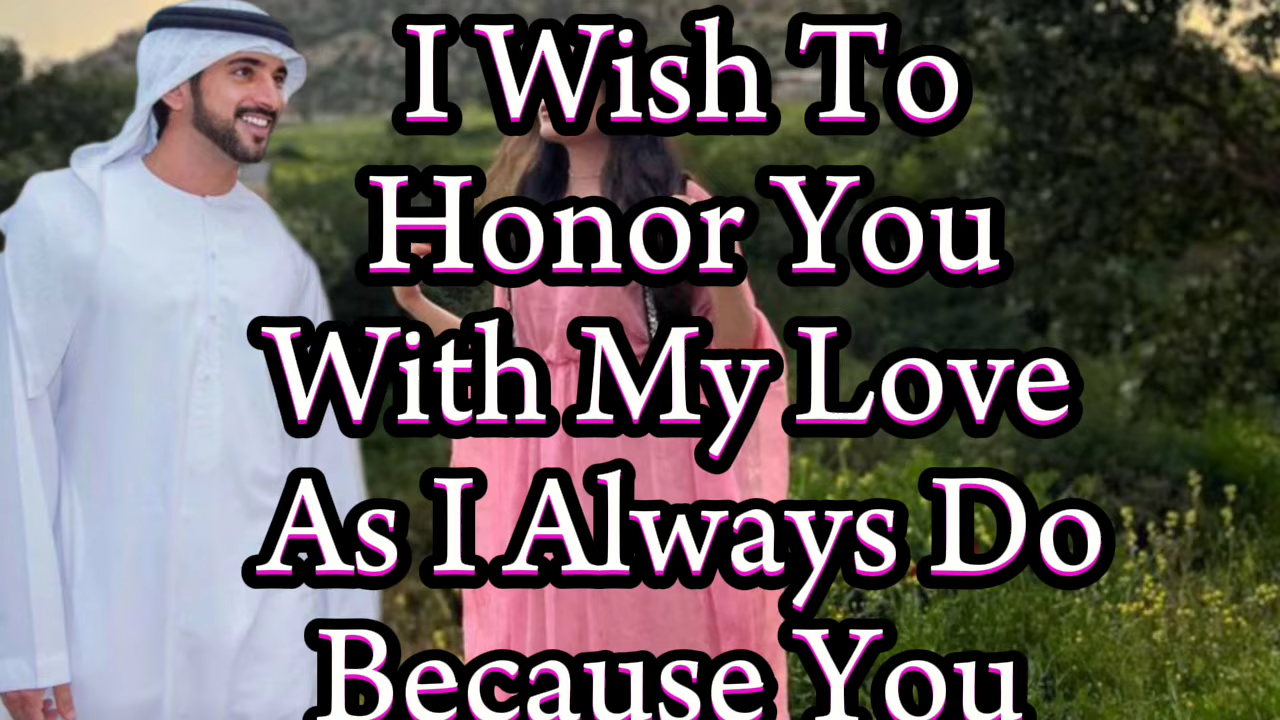 I Wish To
Honor You
With My Love
As I Always Do
Because You